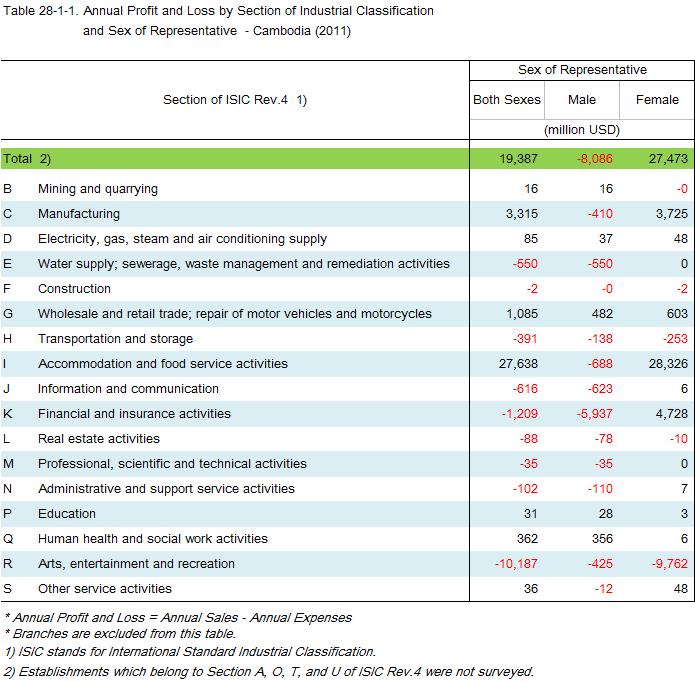 Table 28-1-1. Annual Profit and Loss by Section of Industrial Classification
and Sex of Representative - Cambodia (2011)
Section of ISIC Rev.4 1)
Sex of Representative
Both Sexes Male Female
(million USD)
Total 2) 19,387 -8,086 27,473
B Mining and quarrying 16 16 -0
C Manufacturing 3,315 -410 3,725
D Electricity, gas, steam and air conditioning supply 85 37 48
E Water supply; sewerage, waste management and remediation activities -550 -550 0
F Construction -2 -0 -2
G Wholesale and retail trade; repair of motor vehicles and motorcycles 1,085 482 603
H Transportation and storage -391 -138 -253
I Accommodation and food service activities 27,638 -688 28,326
J Information and communication -616 -623 6
K Financial and insurance activities -1,209 -5,937 4,728
L Real estate activities -88 -78 -10
M Professional, scientific and technical activities -35 -35 0
N Administrative and support service activities -102 -110 7
P Education 31 28 3
Q Human health and social work activities 362 356 6
R Arts, entertainment and recreation -10,187 -425 -9,762
S Other service activities 36 -12 48
* Annual Profit and Loss = Annual Sales - Annual Expenses
* Branches are excluded from this table.
1) ISIC stands for International Standard Industrial Classification.
2) Establishments which belong to Section A, O, T, and U of ISIC Rev.4 were not surveyed.